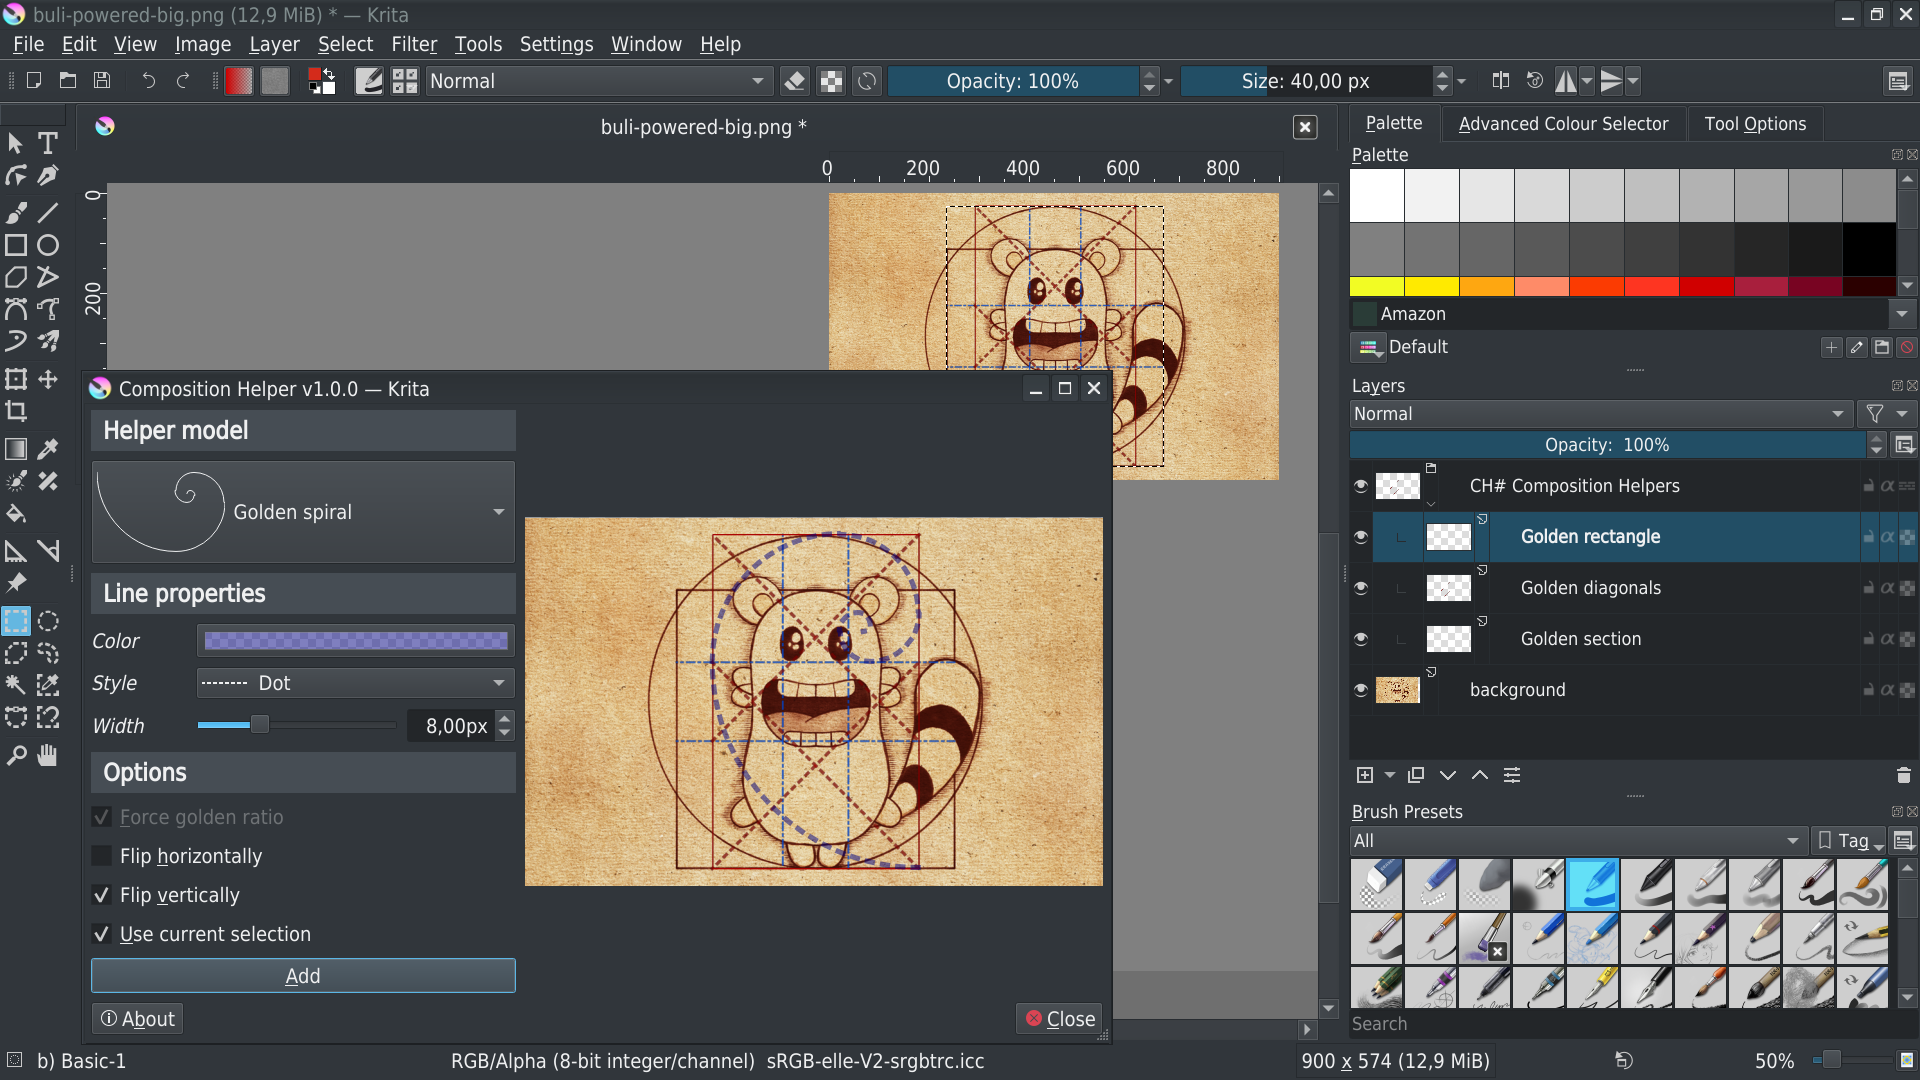 buli-powered-big.png (12,9 MiB) * — Krita
File Edit View Image Layer Select Filter Tools Settings Window Help
Normal
Opacity: 100%
Size: 40,00 px
buli-powered-big.png *
0 200 400 600 800
0
200
Palette
Advanced Colour Selector
Tool Options
Palette
Amazon
Default
Layers
Normal
Opacity: 100%
CH# Composition Helpers
Golden rectangle
Golden diagonals
Golden section
background
Brush Presets
All
Tag
Search
Composition Helper v1.0.0 — Krita
Helper model
Golden spiral
Line properties
Color
Style
Dot
Width
8,00px
Options
Force golden ratio
Flip horizontally
Flip vertically
Use current selection
Add
About
Close
b) Basic-1
RGB/Alpha (8-bit integer/channel) sRGB-elle-V2-srgbtrc.icc
900 x 574 (12,9 MiB)
50%